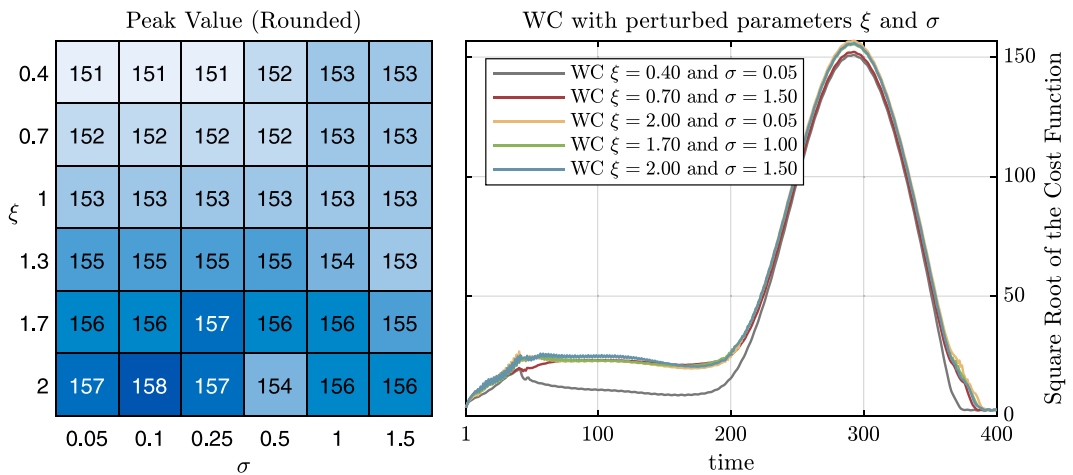 Peak Value (Rounded)
0.4 151 151 151 152 153 153
0.7 152 152 152 152 153 153
1 153 153 153 153 153 153
ξ
1.3 155 155 155 155 154 153
1.7 156 156 157 156 156 155
2 157 158 157 154 156 156
0.05 0.1 0.25 0.5 1 1.5
σ
WC with perturbed parameters ξ and σ
WC ξ = 0.40 and σ = 0.05
WC ξ = 0.70 and σ = 1.50
WC ξ = 2.00 and σ = 0.05
WC ξ = 1.70 and σ = 1.00
WC ξ = 2.00 and σ = 1.50
150
100
50
0
Square Root of the Cost Function
1 100 200 300 400
time